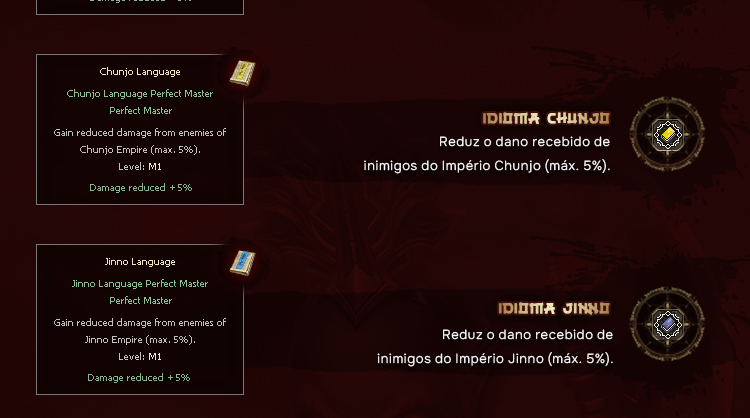 Chunjo Language
Chunjo Language Perfect Master
Perfect Master
Gain reduced damage from enemies of
Chunjo Empire (max. 5%).
Level: M1
Damage reduced +5%
IDIOMA CHUNJO
Reduz o dano recebido de
inimigos do Império Chunjo (máx. 5%).
Jinno Language
Jinno Language Perfect Master
Perfect Master
Gain reduced damage from enemies of
Jinno Empire (max. 5%).
Level: M1
Damage reduced +5%
IDIOMA JINNO
Reduz o dano recebido de
inimigos do Império Jinno (máx. 5%).